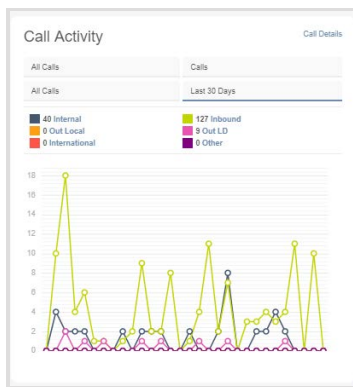 Call Activity
Call Details
All Calls
Calls
All Calls
Last 30 Days
40 Internal
127 Inbound
0 Out Local
9 Out LD
0 International
0 Other
18
16
14
12
10
8
6
4
2
0